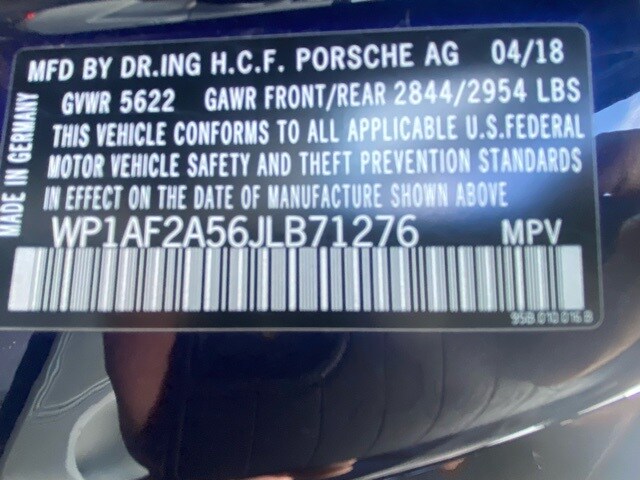 MFD BY DR.ING H.C.F. PORSCHE AG 04/18
GVWR 5622 GAWR FRONT/REAR 2844/2954 LBS
THIS VEHICLE CONFORMS TO ALL APPLICABLE U.S.FEDERAL
MOTOR VEHICLE SAFETY AND THEFT PREVENTION STANDARDS
IN EFFECT ON THE DATE OF MANUFACTURE SHOWN ABOVE
WP1AF2A56JLB71276 MPV
95B.010.016.B
MADE IN GERMANY